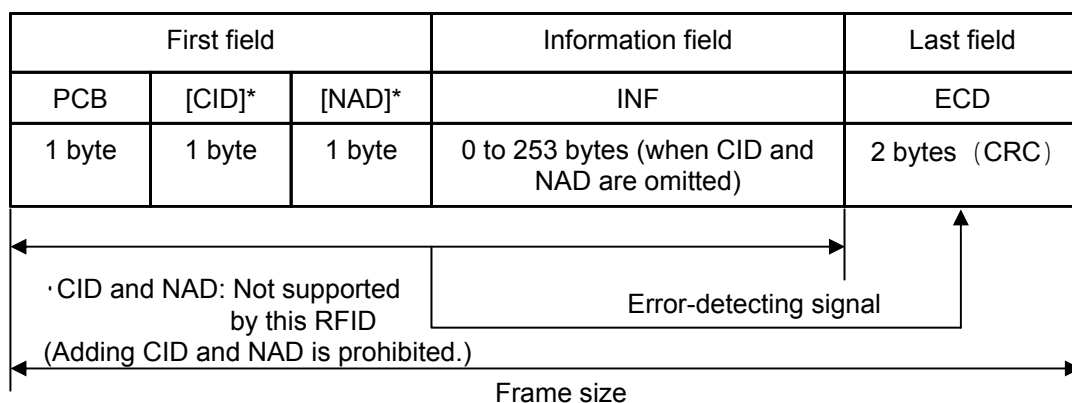 First field Information field Last field
PCB [CID]* [NAD]* INF ECD
1 byte 1 byte 1 byte 0 to 253 bytes (when CID and 2 bytes （CRC）
NAD are omitted)
・CID and NAD: Not supported
by this RFID
Error-detecting signal
(Adding CID and NAD is prohibited.)
Frame size